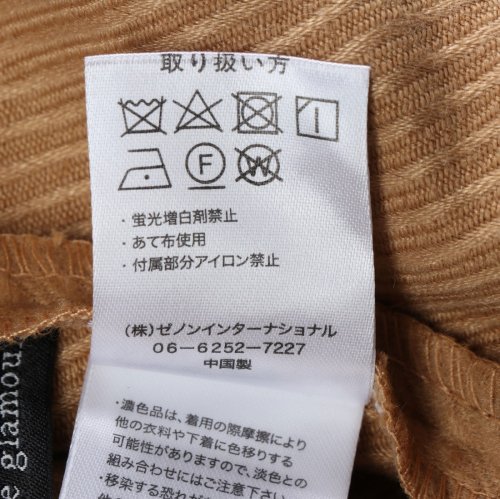 取り扱い方
F W
・蛍光増白剤禁止
・あて布使用
・付属部分アイロン禁止
(株)ゼノンインターナショナル
06-6252-7227
中国製
・濃色品は、着用の際摩擦により
他の衣料や下着に色移りする
可能性がありますので、淡色との
組み合わせにはご注意下さい。
・移染する恐れが
e glamou